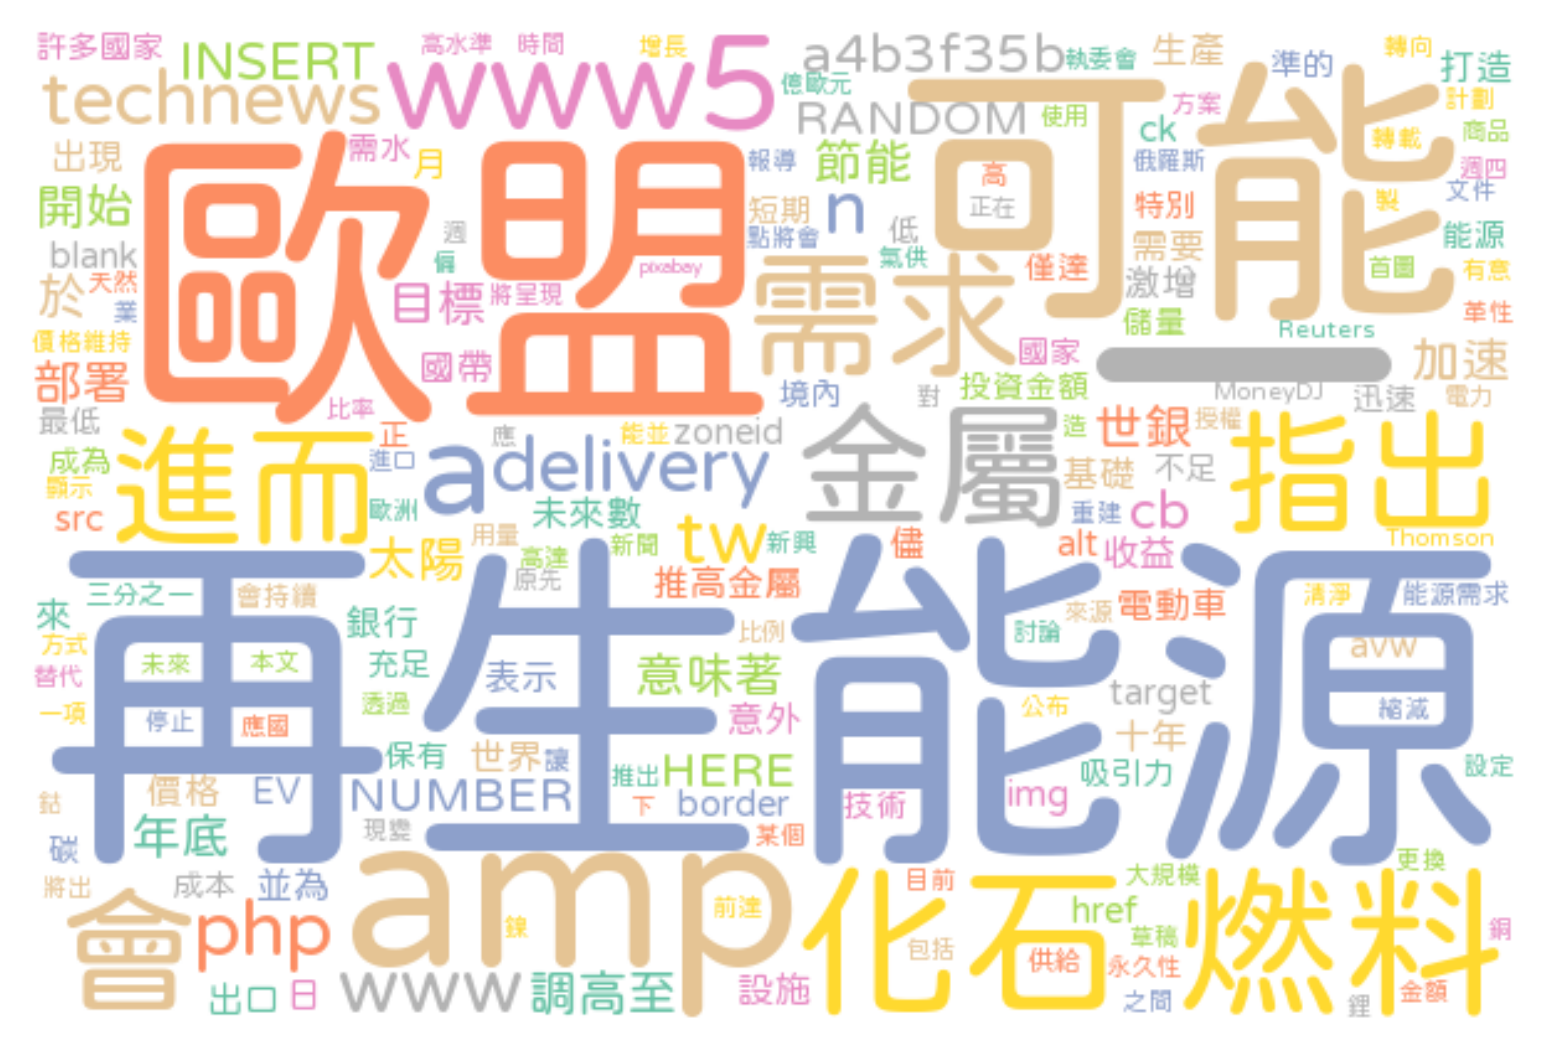 許多國家 INSERT 高水準 時間 www5 增長 a4b3f35b 執委會 生產 準的 轉向 打造
technews 億歐元 RANDOM 使用 方案 計劃
出現 需水 月 報導 節能 可能 ck 俄羅斯 轉載 商品
開始 歐盟 短期 n 高 正在 特別 製 週四 文件
blank 週 點將會 低 需要 能源
於 天然 倆 pixabay 需求 氣供 僅達 激增 首圖 有意
業 目標 將呈現 儲量 Reuters 革性
價格維持 國帶 國家 一 加速
部署 境內 對 投資金額 MoneyDJ 迅速 電力
最低 比率 正 應 能並 zoneid 金屬 造 世銀 授權 指出
成為 進而 進口 adelivery 基礎 不足
顯示 src 歐洲 未來數 重建 cb
太陽 用量 高達 新聞 tw 新興 儘 alt 收益 Thomson
三分之一 會持續 原先 推高金屬 電動車 清淨 能源需求
來 再生能源 銀行 比例 來源 討論
方式 未來 本文 充足 表示 意味著 avw
替代 透過 target
一項 停止 應國 意外 公布 縮減
保有 世界 讓 十年
價格 EV 推出 HERE 吸引力 設定
鈷 NUMBER 下 border 技術 img
碳 年底 現變 某個
將出 成本 並為 amp 目前 大規模 更換
會 php 鎳 前達 化石燃料 href 草稿 銅
包括 供給 永久性
出口 日 www 調高至 設施 之間 鋰 金額